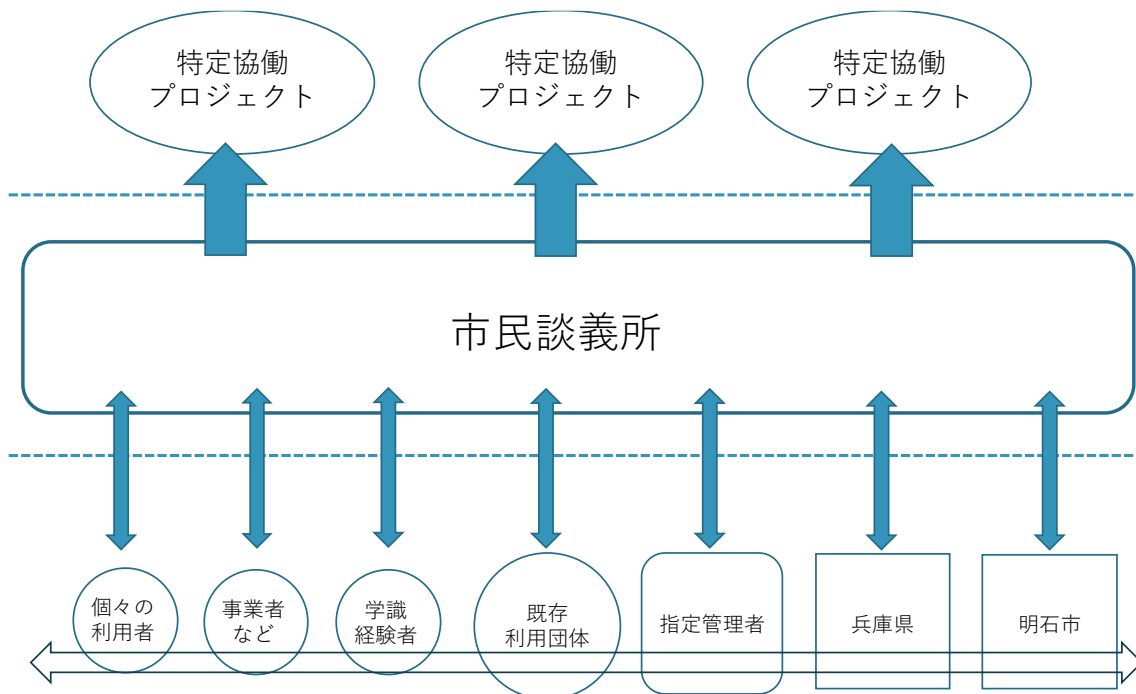 特定協働
プロジェクト
特定協働
プロジェクト
特定協働
プロジェクト
市民談義所
個々の
利用者
事業者
など
学識
経験者
既存
利用団体
指定管理者
兵庫県
明石市